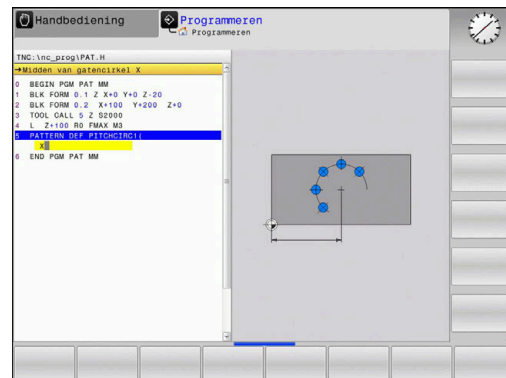 Handbediening
Programmeren
Programmeren
TNC:\nc_prog\PAT.H
→Midden van gatencirkel X
0 BEGIN PGM PAT MM
1 BLK FORM 0.1 Z X+0 Y+0 Z-20
2 BLK FORM 0.2 X+100 Y+200 Z+0
3 TOOL CALL 5 Z S2000
4 L Z+100 R0 FMAX M3
5 PATTERN DEF PITCHCIRC1(
X
6 END PGM PAT MM